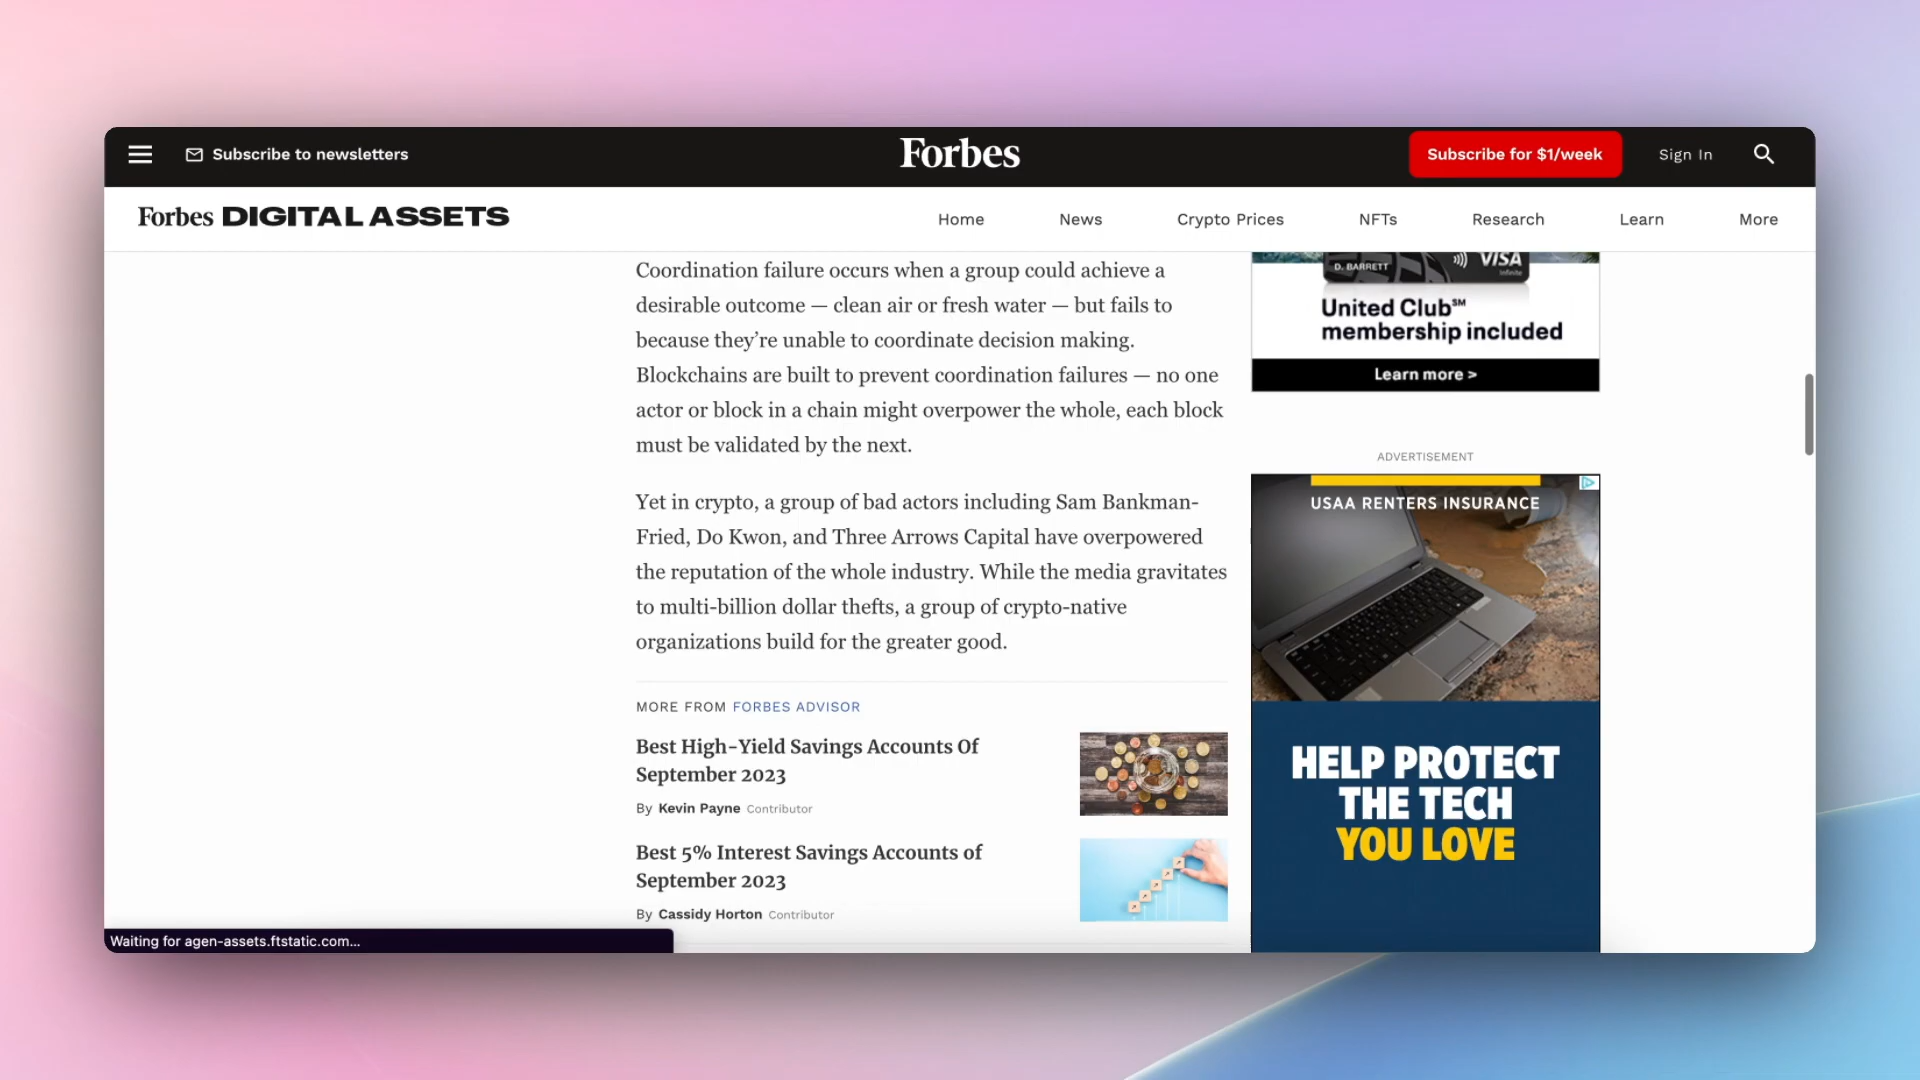 Subscribe to newsletters
Forbes
Subscribe for $1/week
Sign In
Forbes DIGITAL ASSETS
Home
News
Crypto Prices
NFTs
Research
Learn
More
Coordination failure occurs when a group could achieve a
desirable outcome — clean air or fresh water — but fails to
because they’re unable to coordinate decision making.
Blockchains are built to prevent coordination failures — no one
actor or block in a chain might overpower the whole, each block
must be validated by the next.
Yet in crypto, a group of bad actors including Sam Bankman-
Fried, Do Kwon, and Three Arrows Capital have overpowered
the reputation of the whole industry. While the media gravitates
to multi-billion dollar thefts, a group of crypto-native
organizations build for the greater good.
MORE FROM FORBES ADVISOR
Best High-Yield Savings Accounts Of
September 2023
By Kevin Payne Contributor
Best 5% Interest Savings Accounts of
September 2023
By Cassidy Horton Contributor
D. BARRETT
VISA
Infinite
United Club℠
membership included
Learn more >
ADVERTISEMENT
USAA RENTERS INSURANCE
HELP PROTECT
THE TECH
YOU LOVE
Waiting for agen-assets.ftstatic.com...